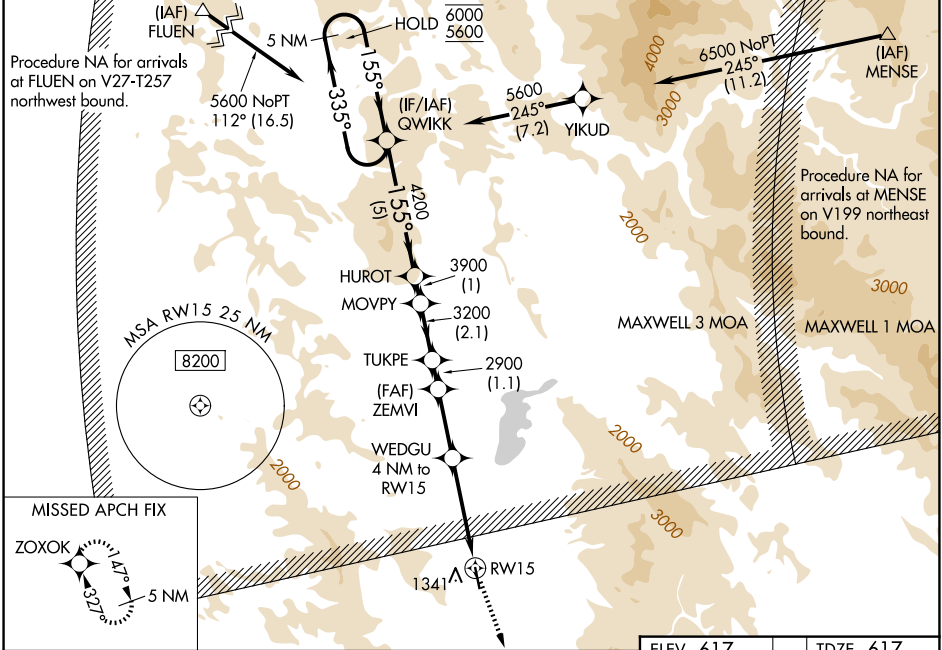 (IAF)
FLUEN
Procedure NA for arrivals
at FLUEN on V27-T257
northwest bound.
5600 NoPT
112° (16.5)
5 NM
HOLD
6000
5600
155°
335°
(IF/IAF)
QWIKK
5600
245°
(7.2)
YIKUD
4000
3000
6500 NoPT
245°
(11.2)
(IAF)
MENSE
Procedure NA for
arrivals at MENSE
on V199 northeast
bound.
4200
155°
(5)
2000
3000
HUROT
3900
(1)
MOVPY
3200
(2.1)
MAXWELL 3 MOA
MAXWELL 1 MOA
MSA RW15 25 NM
8200
TUKPE
2900
(1.1)
(FAF)
ZEMVI
WEDGU
4 NM to
RW15
2000
2000
3000
MISSED APCH FIX
ZOXOK
147°
327°
5 NM
1341
RW15
ELEV 617
TDZE 617